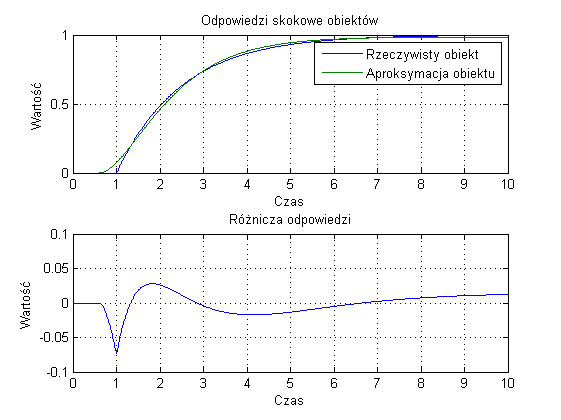 Odpowiedzi skokowe obiektów
1
0.5
0
Wartość
Rzeczywisty obiekt
Aproksymacja obiektu
0 1 2 3 4 5 6 7 8 9 10
Czas
Różnicza odpowiedzi
0.1
0.05
0
-0.05
-0.1
Wartość
0 1 2 3 4 5 6 7 8 9 10
Czas